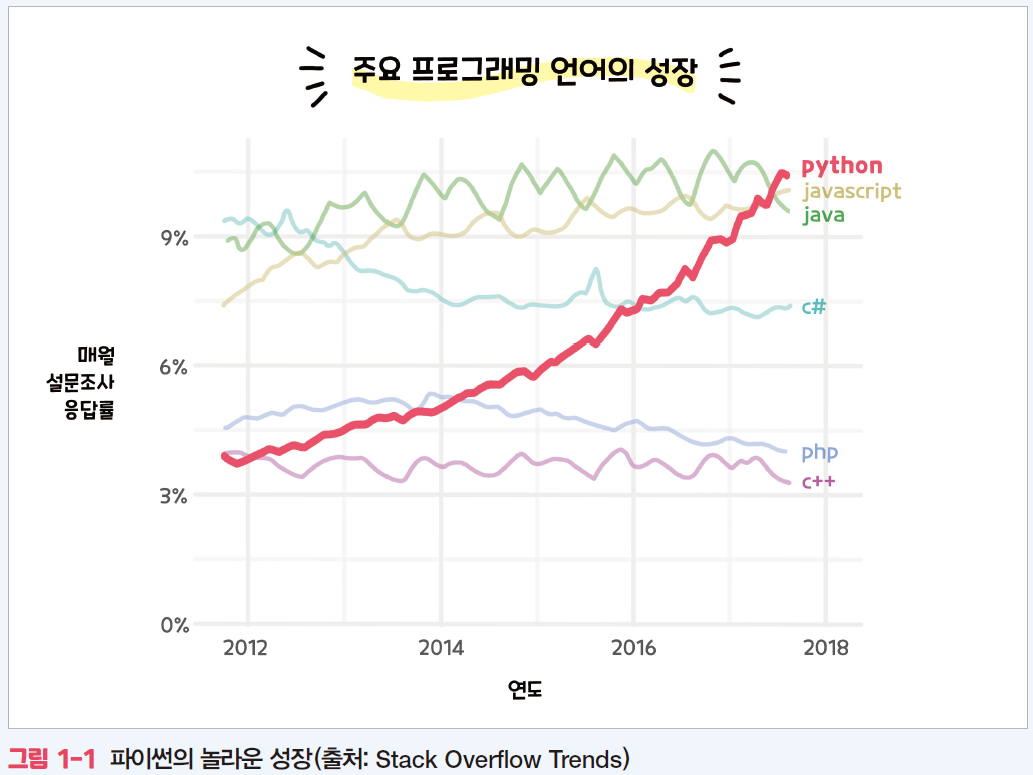 주요 프로그래밍 언어의 성장
python
javascript
java
9%
c#
매월
설문조사
응답률
6%
php
c++
3%
0%
2012 2014 2016 2018
연도
그림 1-1 파이썬의 놀라운 성장(출처: Stack Overflow Trends)